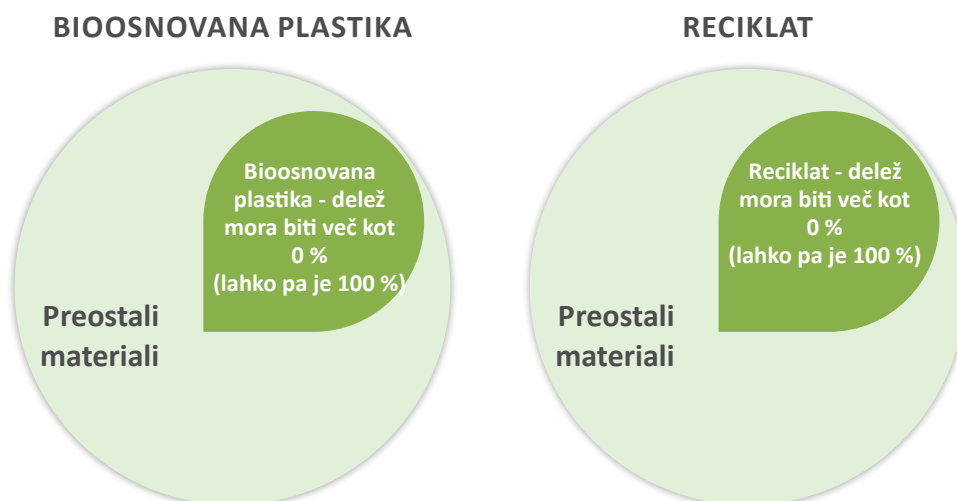 BIOOSNOVANA PLASTIKA
Bioosnovana
plastika - delež
mora biti več kot
0 %
(lahko pa je 100 %)
Preostali
materiali
RECIKLAT
Reciklat - delež
mora biti več kot
0 %
(lahko pa je 100 %)
Preostali
materiali